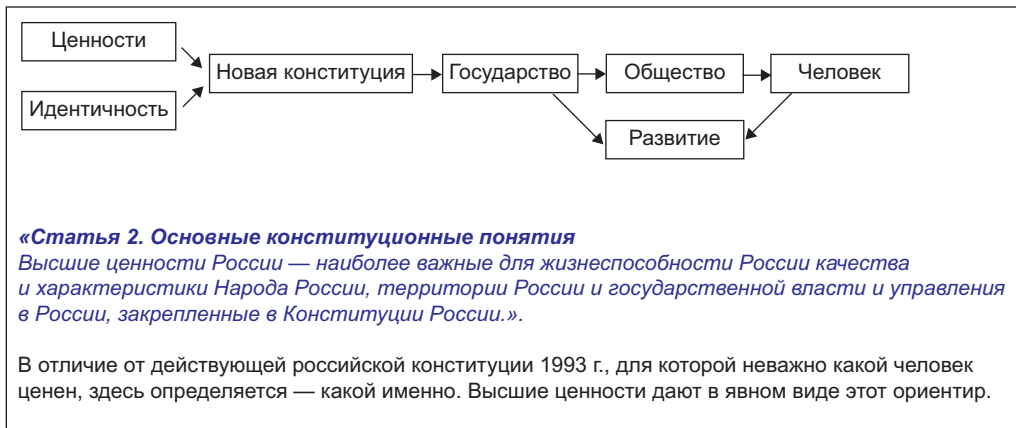 Ценности
Идентичность
Новая конституция
Государство
Общество
Человек
Развитие
«Статья 2. Основные конституционные понятия
Высшие ценности России — наиболее важные для жизнеспособности России качества
и характеристики Народа России, территории России и государственной власти и управления
в России, закрепленные в Конституции России.».
В отличие от действующей российской конституции 1993 г., для которой неважно какой человек
ценен, здесь определяется — какой именно. Высшие ценности дают в явном виде этот ориентир.